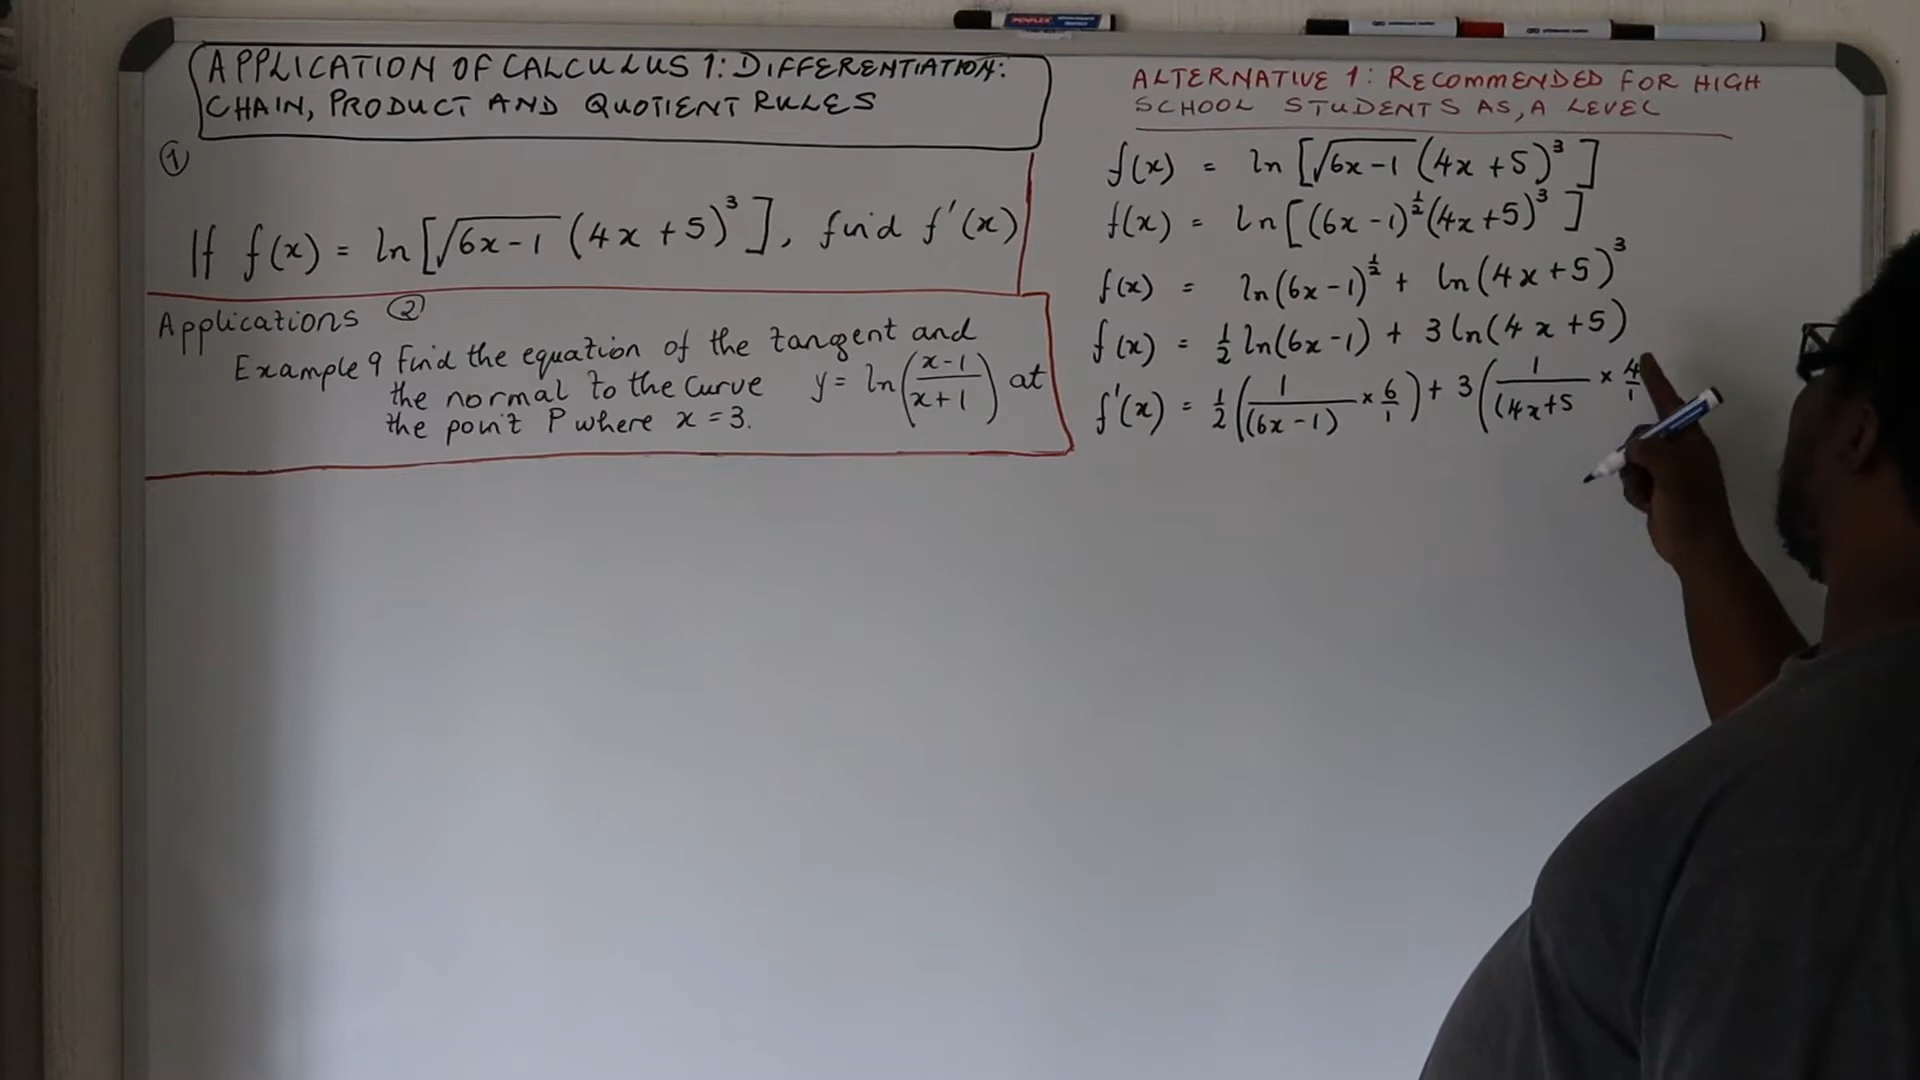 PENFLEX
APPLICATION OF CALCULUS 1: DIFFERENTIATION:
CHAIN, PRODUCT AND QUOTIENT RULES
①
If f(x) = ln[√(6x-1) (4x+5)³], find f'(x)
Applications ②
Example 9 Find the equation of the tangent and
the normal to the curve y = ln((x-1)/(x+1)) at
the point P where x = 3.
ALTERNATIVE 1: RECOMMENDED FOR HIGH
SCHOOL STUDENTS AS, A LEVEL
f(x) = ln[√(6x-1) (4x+5)³]
f(x) = ln[(6x-1)^½ (4x+5)³]
f(x) = ln(6x-1)^½ + ln(4x+5)³
f(x) = ½ ln(6x-1) + 3 ln(4x+5)
f'(x) = ½(1/(6x-1) × 6/1) + 3(1/(4x+5 × 4/1